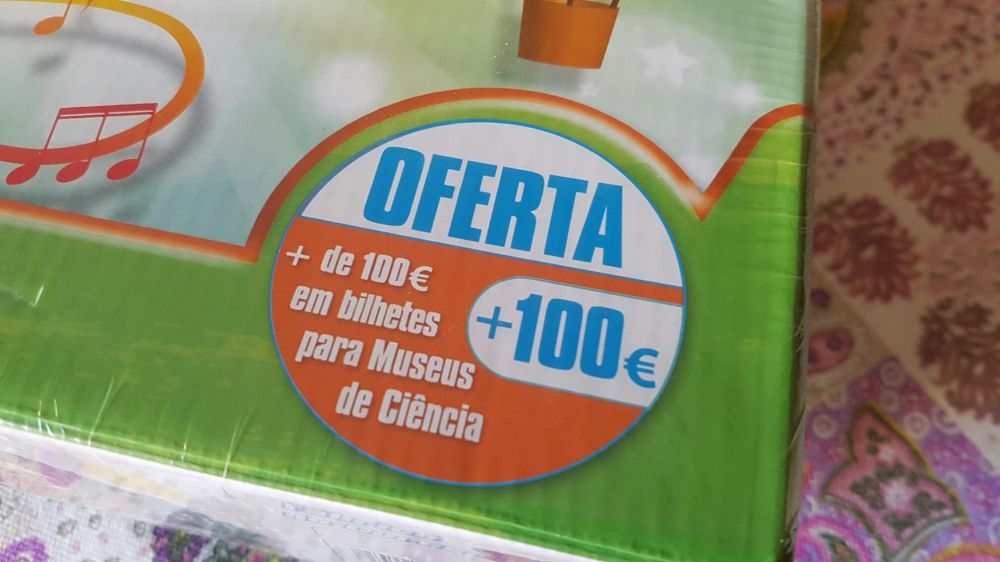 OFERTA
+ de 100€
em bilhetes
para Museus
de Ciência
+100€